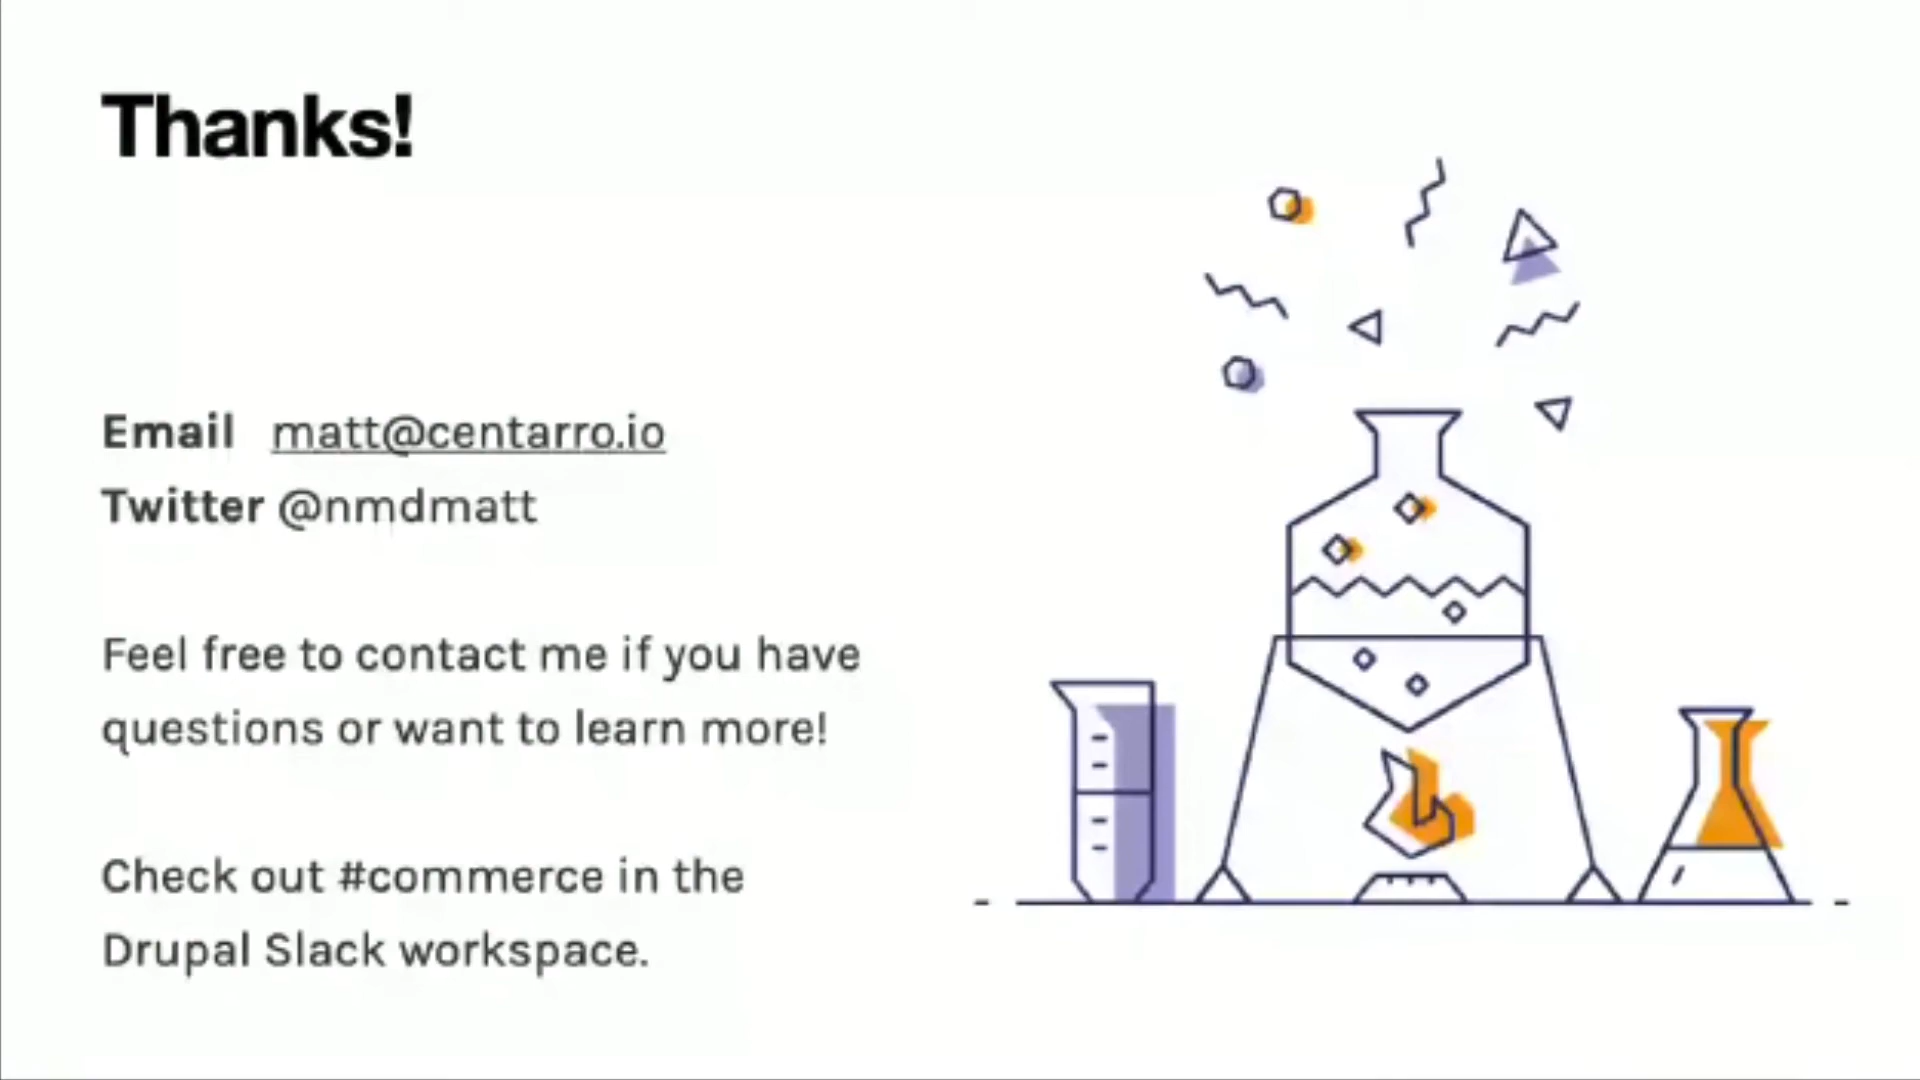 Thanks!
Email matt@centarro.io
Twitter @nmdmatt
Feel free to contact me if you have
questions or want to learn more!
Check out #commerce in the
Drupal Slack workspace.